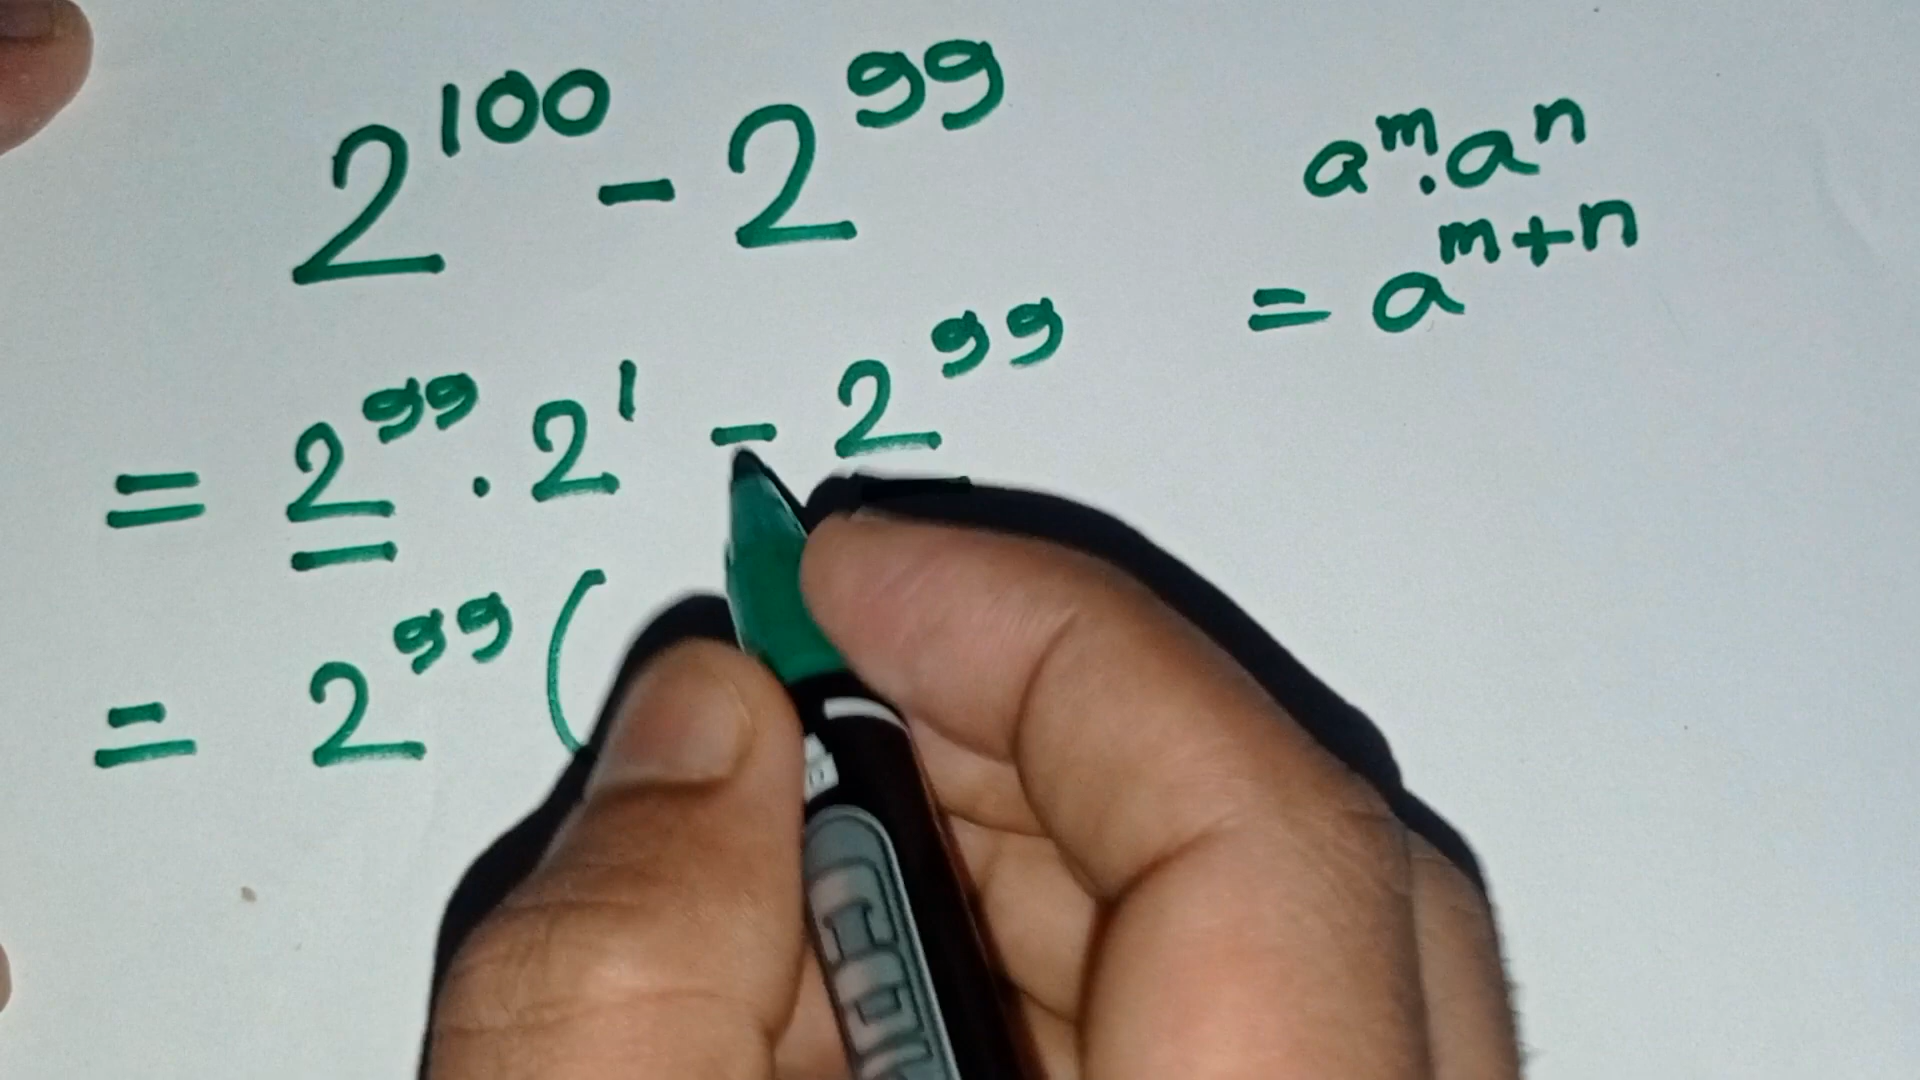 2^100 - 2^99
a^m . a^n
= a^m+n
= 2^99 . 2^1 - 2^99
= 2^99 (